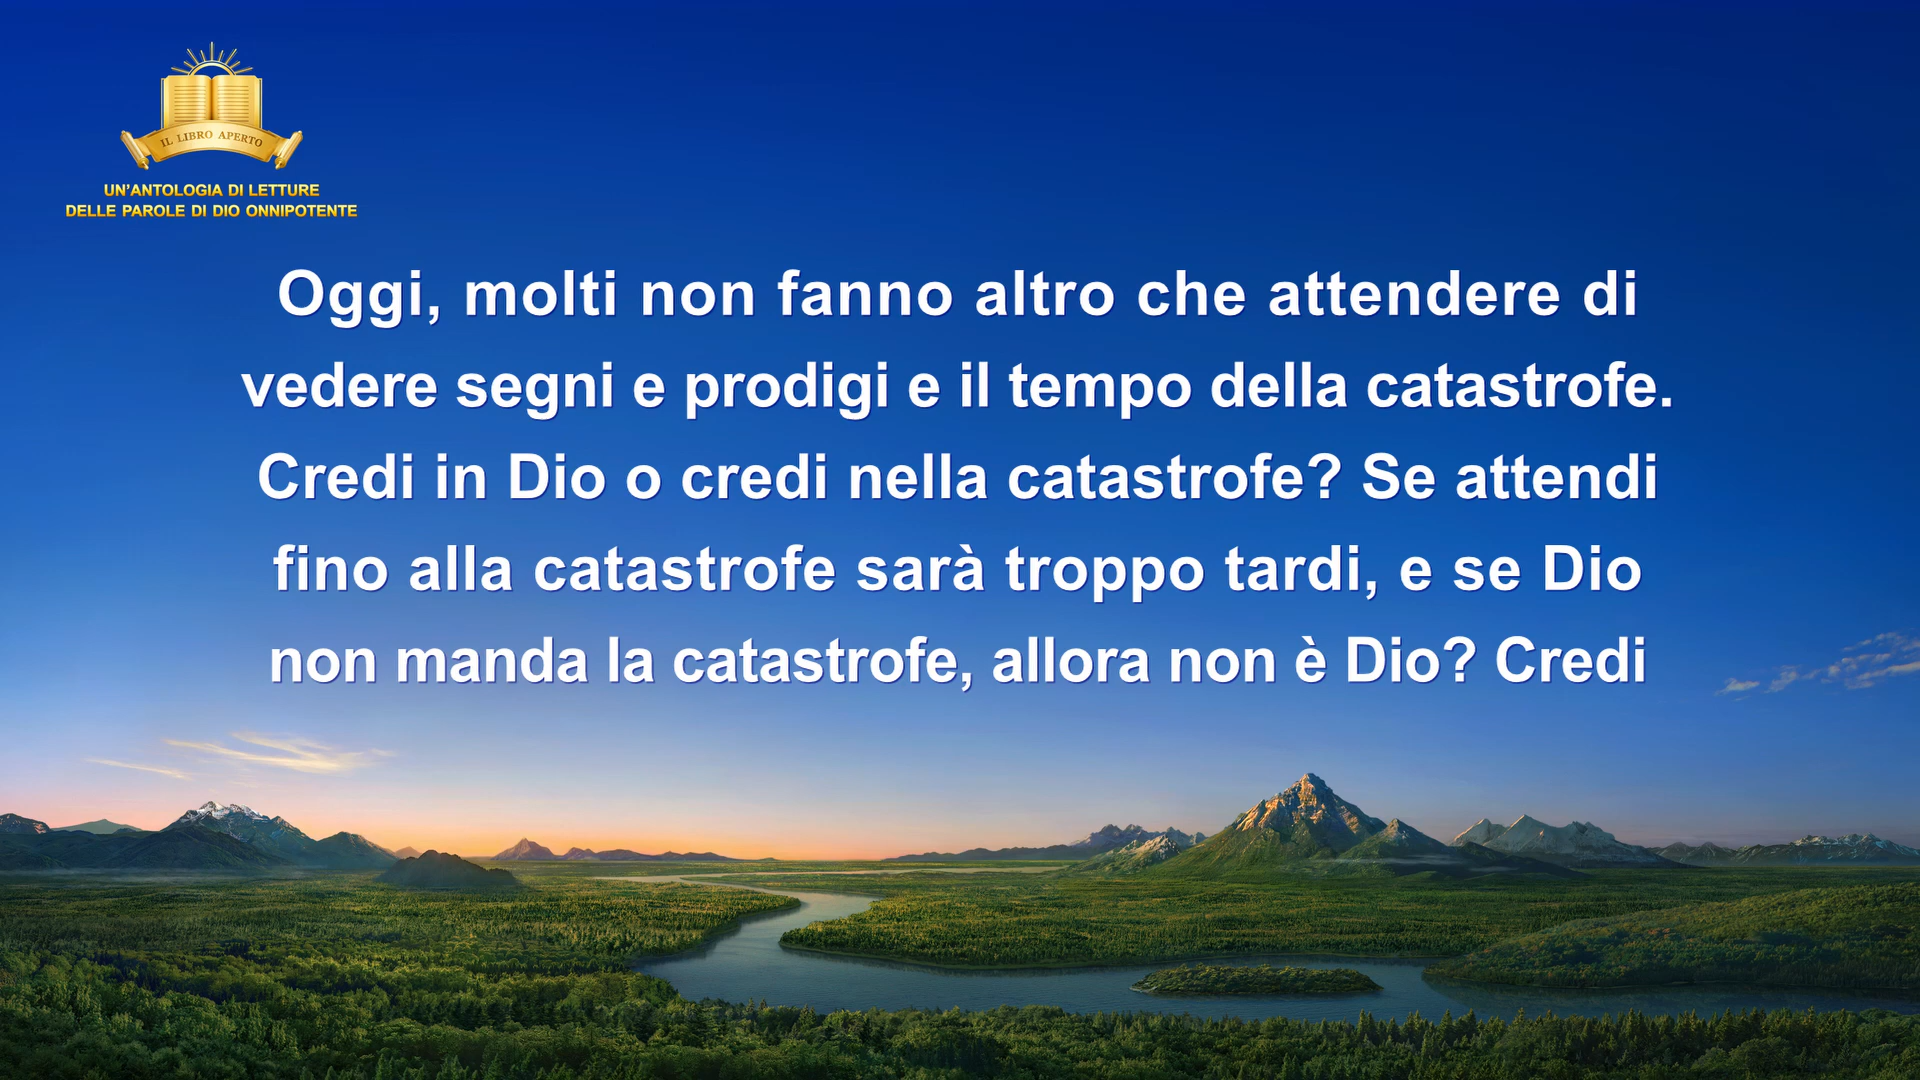 IL LIBRO APERTO
UN'ANTOLOGIA DI LETTURE
DELLE PAROLE DI DIO ONNIPOTENTE
Oggi, molti non fanno altro che attendere di
vedere segni e prodigi e il tempo della catastrofe.
Credi in Dio o credi nella catastrofe? Se attendi
fino alla catastrofe sarà troppo tardi, e se Dio
non manda la catastrofe, allora non è Dio? Credi